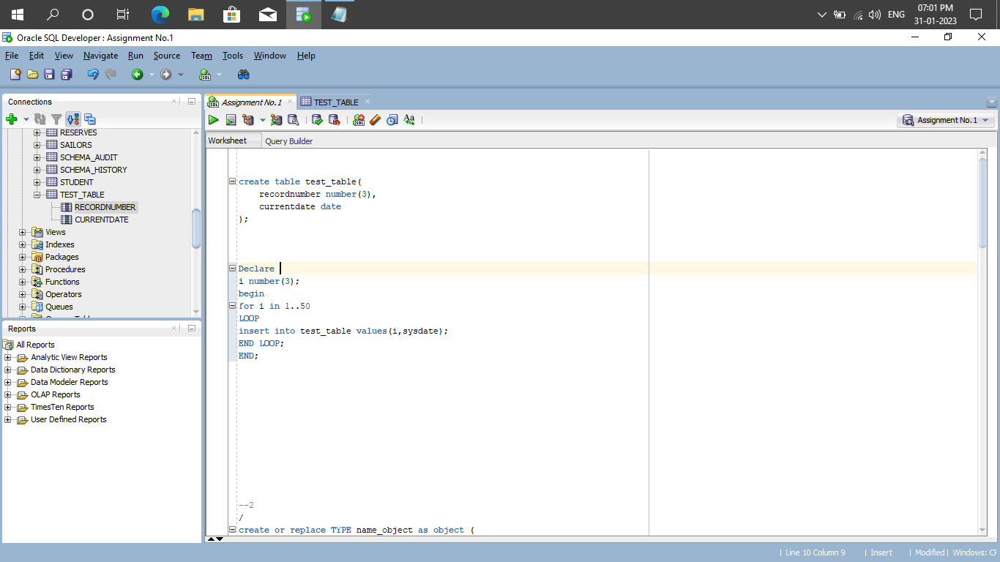 ENG
07:01 PM
31-01-2023
Oracle SQL Developer : Assignment No.1
File Edit View Navigate Run Source Team Tools Window Help
Connections
RESERVES
SAILORS
SCHEMA_AUDIT
SCHEMA_HISTORY
STUDENT
TEST_TABLE
RECORDNUMBER
CURRENTDATE
Views
Indexes
Packages
Procedures
Functions
Operators
Queues
Reports
All Reports
Analytic View Reports
Data Dictionary Reports
Data Modeler Reports
OLAP Reports
TimesTen Reports
User Defined Reports
Assignment No.1 TEST_TABLE
Assignment No.1
Worksheet Query Builder
create table test_table(
recordnumber number(3),
currentdate date
);
Declare
i number(3);
begin
for i in 1..50
LOOP
insert into test_table values(i,sysdate);
END LOOP;
END;
--2
/
create or replace TYPE name_object as object (
| Line 10 Column 9 | Insert | Modified | Windows: